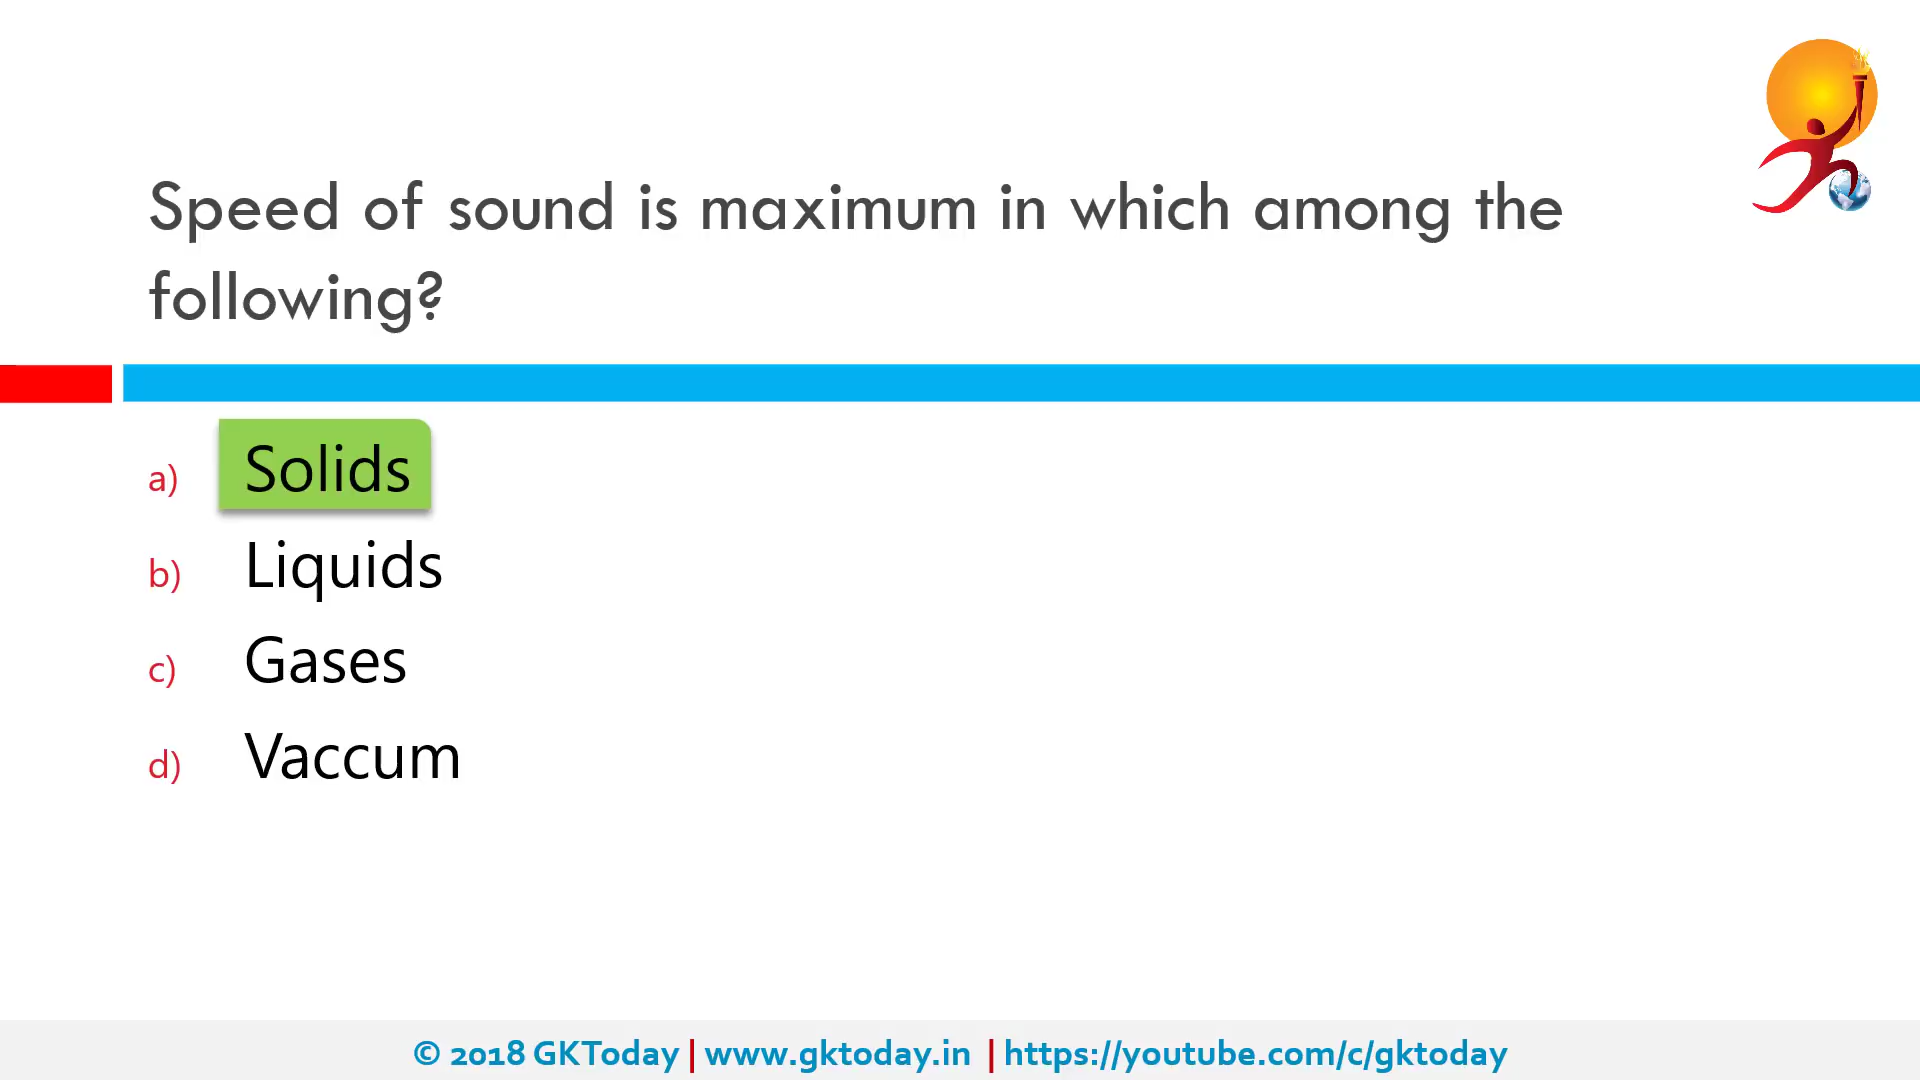 Speed of sound is maximum in which among the
following?
a) Solids
b) Liquids
c) Gases
d) Vaccum
© 2018 GKToday | www.gktoday.in | https://youtube.com/c/gktoday